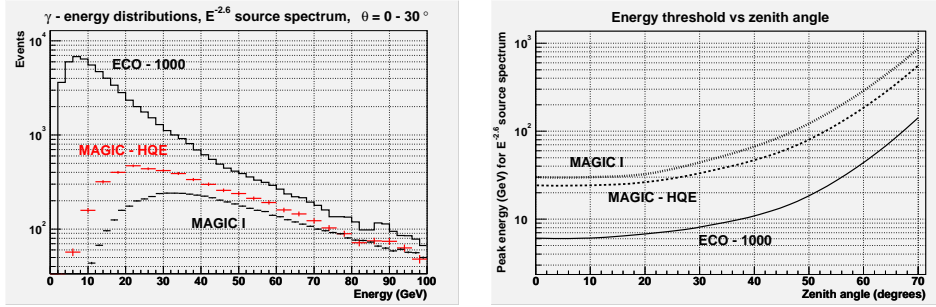 γ - energy distributions, E^-2.6 source spectrum, θ = 0 - 30 °
Events
10^4
10^3
10^2
ECO - 1000
MAGIC - HQE
MAGIC I
0 10 20 30 40 50 60 70 80 90 100
Energy (GeV)
Energy threshold vs zenith angle
Peak energy (GeV) for E^-2.6 source spectrum
10^3
10^2
10
MAGIC I
MAGIC - HQE
ECO - 1000
0 10 20 30 40 50 60 70
Zenith angle (degrees)